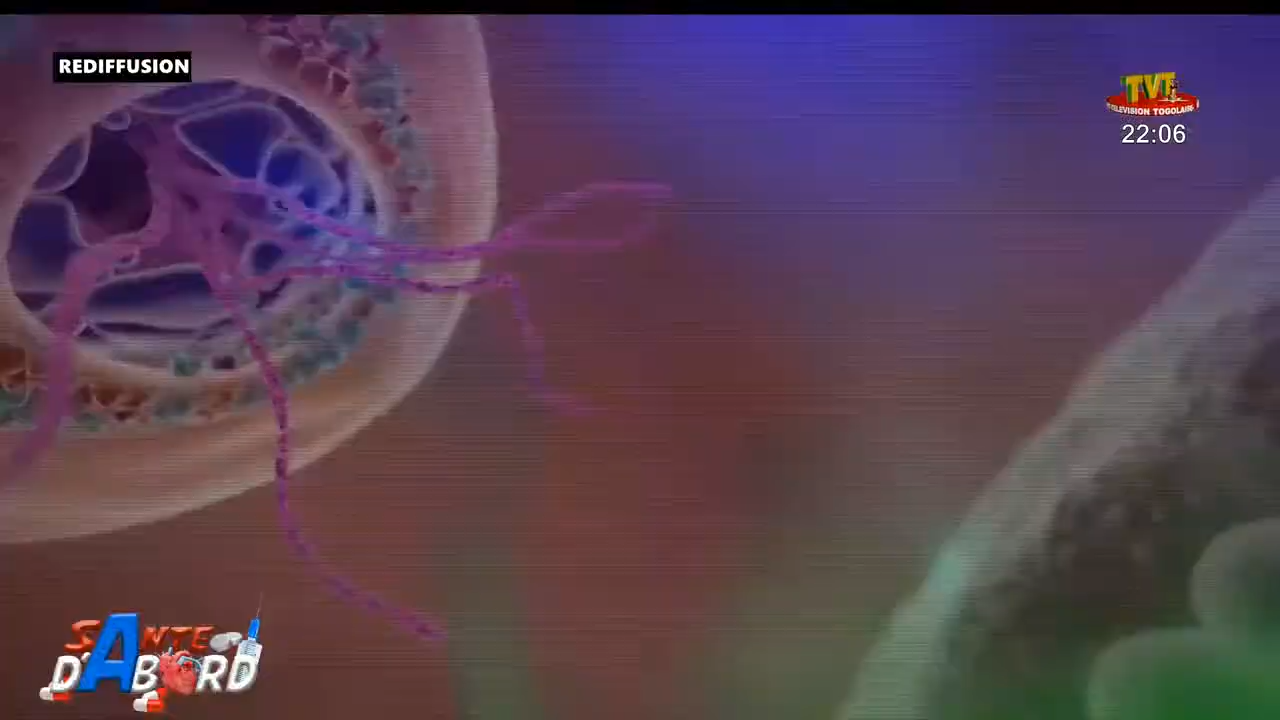 REDIFFUSION
TVT
TELEVISION TOGOLAISE
22:06
SANTE
D'ABORD